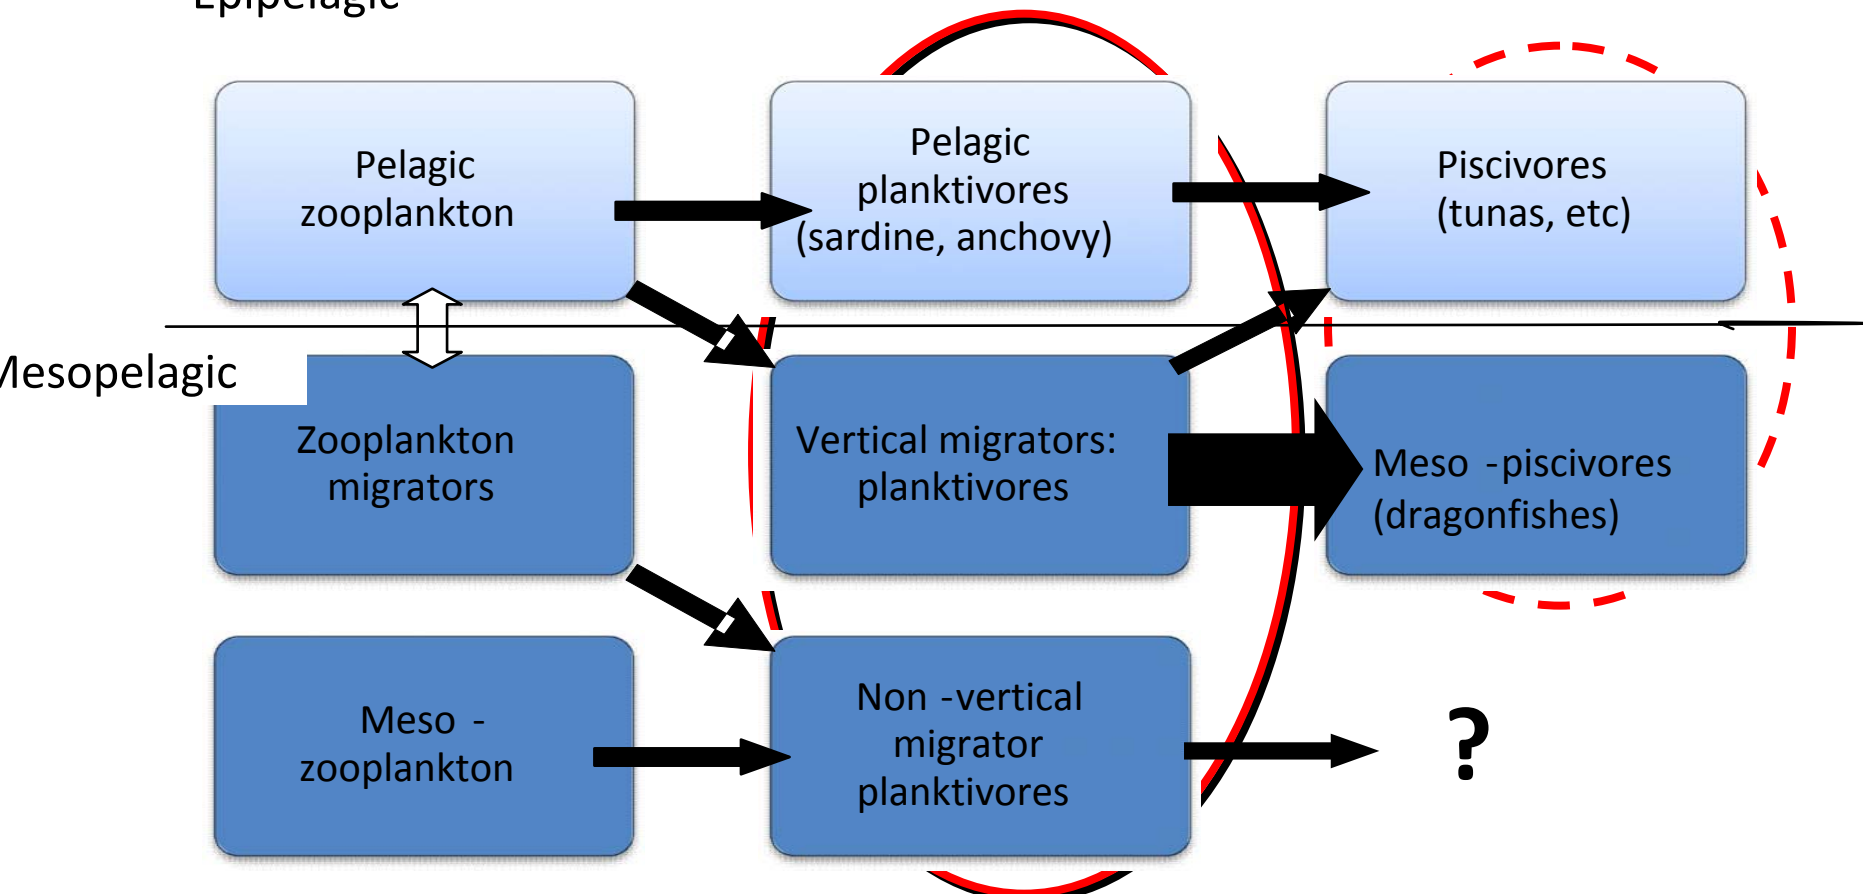 Epipelagic
Pelagic
zooplankton
Pelagic
planktivores
(sardine, anchovy)
Piscivores
(tunas, etc)
Mesopelagic
Zooplankton
migrators
Vertical migrators:
planktivores
Meso -piscivores
(dragonfishes)
Meso -
zooplankton
Non -vertical
migrator
planktivores
?